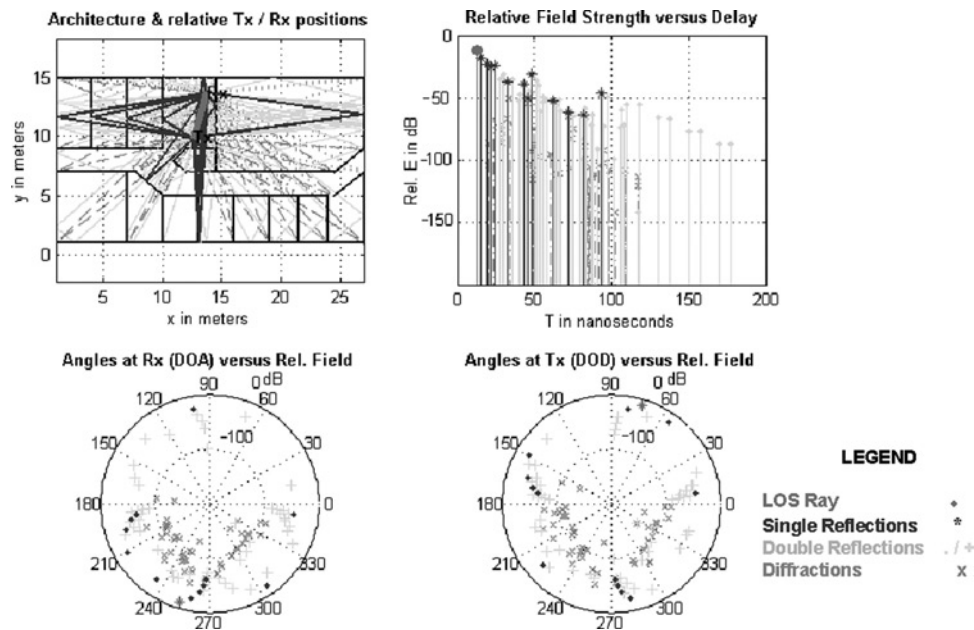 Architecture & relative Tx / Rx positions
15
10
5
0
y in meters
5 10 15 20 25
x in meters
Tx
Relative Field Strength versus Delay
0
-50
-100
-150
Rel. E in dB
0 50 100 150 200
T in nanoseconds
Angles at Rx (DOA) versus Rel. Field
90 0 dB
120 60
150 -100 30
180 0
210 330
240 300
270
Angles at Tx (DOD) versus Rel. Field
90 0 dB
120 60
150 -100 30
180 0
210 330
240 300
270
LEGEND
LOS Ray
Single Reflections *
Double Reflections . / +
Diffractions x